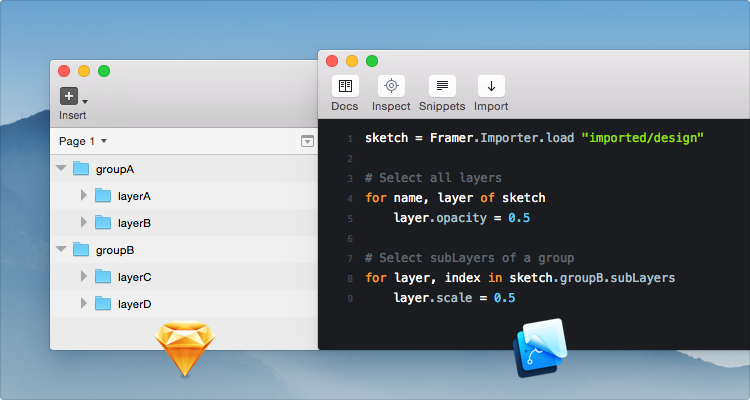 Insert
Page 1
groupA
layerA
layerB
groupB
layerC
layerD
Docs Inspect Snippets Import
1 sketch = Framer.Importer.load "imported/design"
2
3 # Select all layers
4 for name, layer of sketch
5 layer.opacity = 0.5
6
7 # Select subLayers of a group
8 for layer, index in sketch.groupB.subLayers
9 layer.scale = 0.5